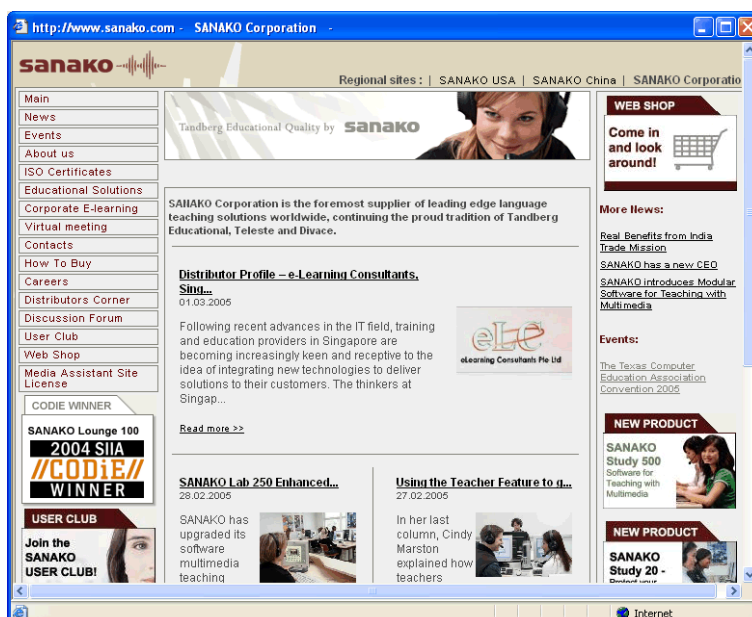 http://www.sanako.com - SANAKO Corporation -
sanako
Regional sites : | SANAKO USA | SANAKO China | SANAKO Corporatio
Main
News
Events
About us
ISO Certificates
Educational Solutions
Corporate E-learning
Virtual meeting
Contacts
How To Buy
Careers
Distributors Corner
Discussion Forum
User Club
Web Shop
Media Assistant Site
License
CODIE WINNER
SANAKO Lounge 100
2004 SIIA
//CODiE//
WINNER
USER CLUB
Join the
SANAKO
USER CLUB!
Tandberg Educational Quality by sanako
SANAKO Corporation is the foremost supplier of leading edge language
teaching solutions worldwide, continuing the proud tradition of Tandberg
Educational, Teleste and Divace.
Distributor Profile – e-Learning Consultants,
Sing...
01.03.2005
Following recent advances in the IT field, training
and education providers in Singapore are
becoming increasingly keen and receptive to the
idea of integrating new technologies to deliver
solutions to their customers. The thinkers at
Singap...
eLC
eLearning Consultants Pte Ltd
Read more >>
SANAKO Lab 250 Enhanced...
28.02.2005
SANAKO has
upgraded its
software
multimedia
teaching
Using the Teacher Feature to g...
27.02.2005
In her last
column, Cindy
Marston
explained how
teachers
WEB SHOP
Come in
and look
around!
More News:
Real Benefits from India
Trade Mission
SANAKO has a new CEO
SANAKO introduces Modular
Software for Teaching with
Multimedia
Events:
The Texas Computer
Education Association
Convention 2005
NEW PRODUCT
SANAKO
Study 500
Software for
Teaching with
Multimedia
NEW PRODUCT
SANAKO
Study 20 -
Protect your
Internet